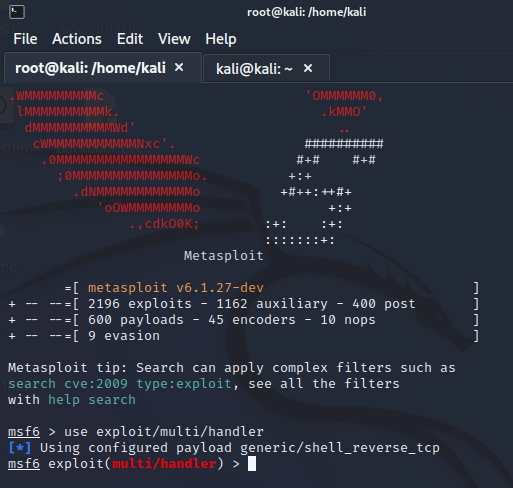 root@kali: /home/kali
File Actions Edit View Help
root@kali: /home/kali × kali@kali: ~ ×
.WMMMMMMMMMc 'OMMMMMM0,
lMMMMMMMMMMk. .kMMO'
dMMMMMMMMMMWd' ..
cWMMMMMMMMMMMNxc'. ##########
.0MMMMMMMMMMMMMMMMWc #+# #+#
;0MMMMMMMMMMMMMMMo. +:+
.dNMMMMMMMMMMMMo +#++:++#+
'oOWMMMMMMMMo +:+
.,cdkO0K; :+: :+:
:::::::+:
Metasploit
=[ metasploit v6.1.27-dev ]
+ -- --=[ 2196 exploits - 1162 auxiliary - 400 post ]
+ -- --=[ 600 payloads - 45 encoders - 10 nops ]
+ -- --=[ 9 evasion ]
Metasploit tip: Search can apply complex filters such as
search cve:2009 type:exploit, see all the filters
with help search
msf6 > use exploit/multi/handler
[*] Using configured payload generic/shell_reverse_tcp
msf6 exploit(multi/handler) >